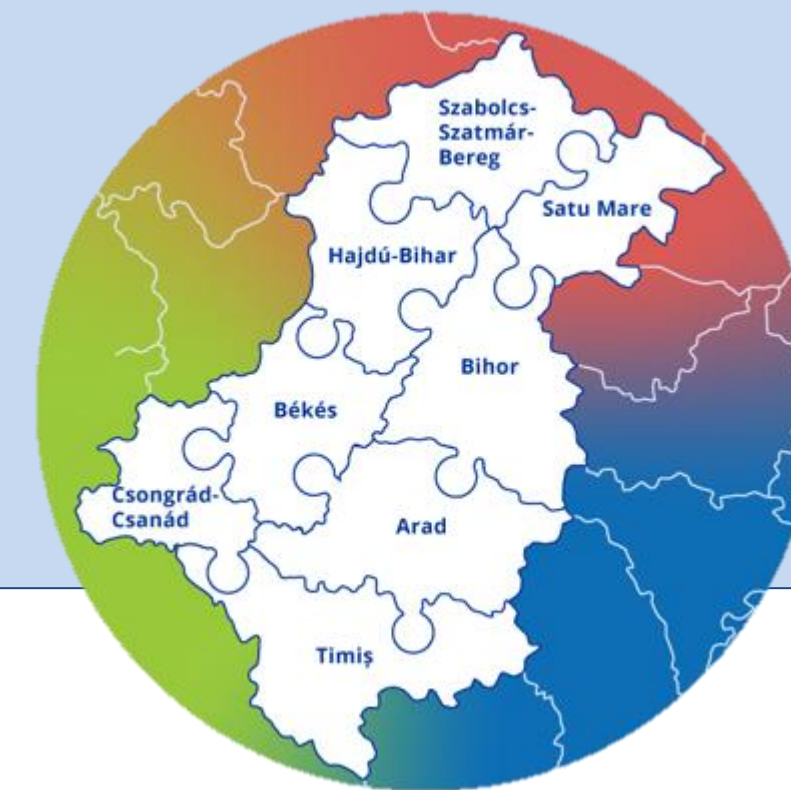 Szabolcs-
Szatmár-
Bereg
Satu Mare
Hajdú-Bihar
Bihor
Békés
Csongrád-
Csanád
Arad
Timiș